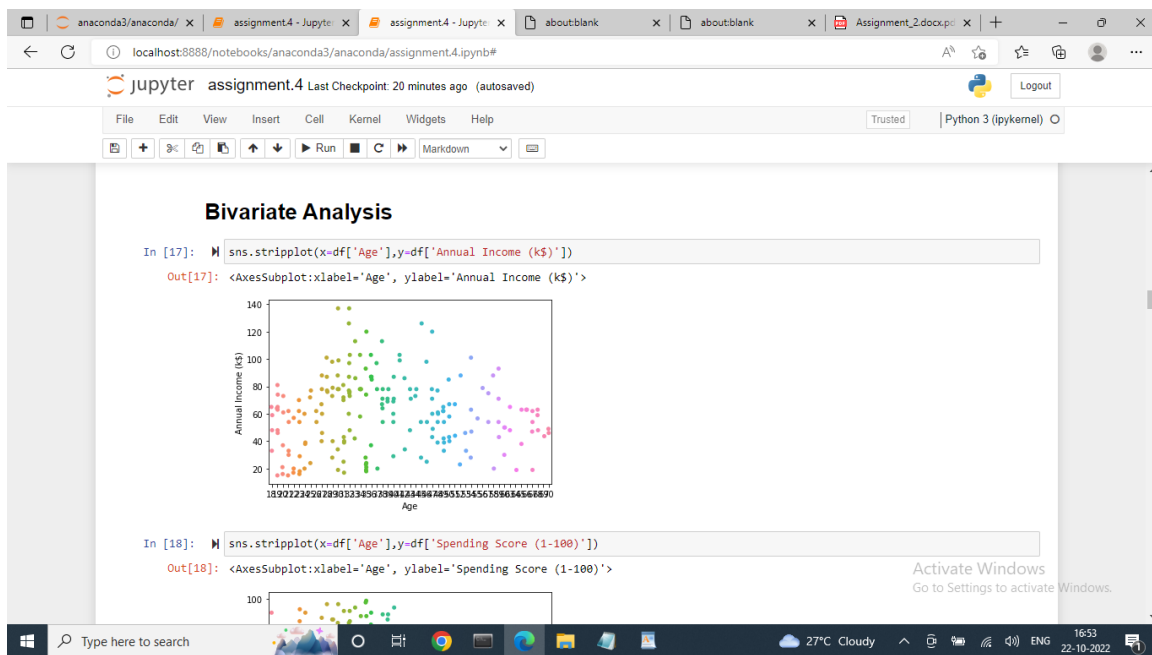 anaconda3/anaconda/
assignment.4 - Jupyte
assignment.4 - Jupyte
about:blank
about:blank
Assignment_2.docx.pd
localhost:8888/notebooks/anaconda3/anaconda/assignment.4.ipynb#
jupyter assignment.4 Last Checkpoint: 20 minutes ago (autosaved)
Logout
File Edit View Insert Cell Kernel Widgets Help
Trusted
Python 3 (ipykernel)
Run
Markdown
Bivariate Analysis
In [17]: sns.stripplot(x=df['Age'],y=df['Annual Income (k$)'])
Out[17]: <AxesSubplot:xlabel='Age', ylabel='Annual Income (k$)'>
140
120
100
80
60
40
20
Annual Income (k$)
Age
In [18]: sns.stripplot(x=df['Age'],y=df['Spending Score (1-100)'])
Out[18]: <AxesSubplot:xlabel='Age', ylabel='Spending Score (1-100)'>
100
Activate Windows
Go to Settings to activate Windows.
Type here to search
27°C Cloudy
ENG
16:53
22-10-2022
1